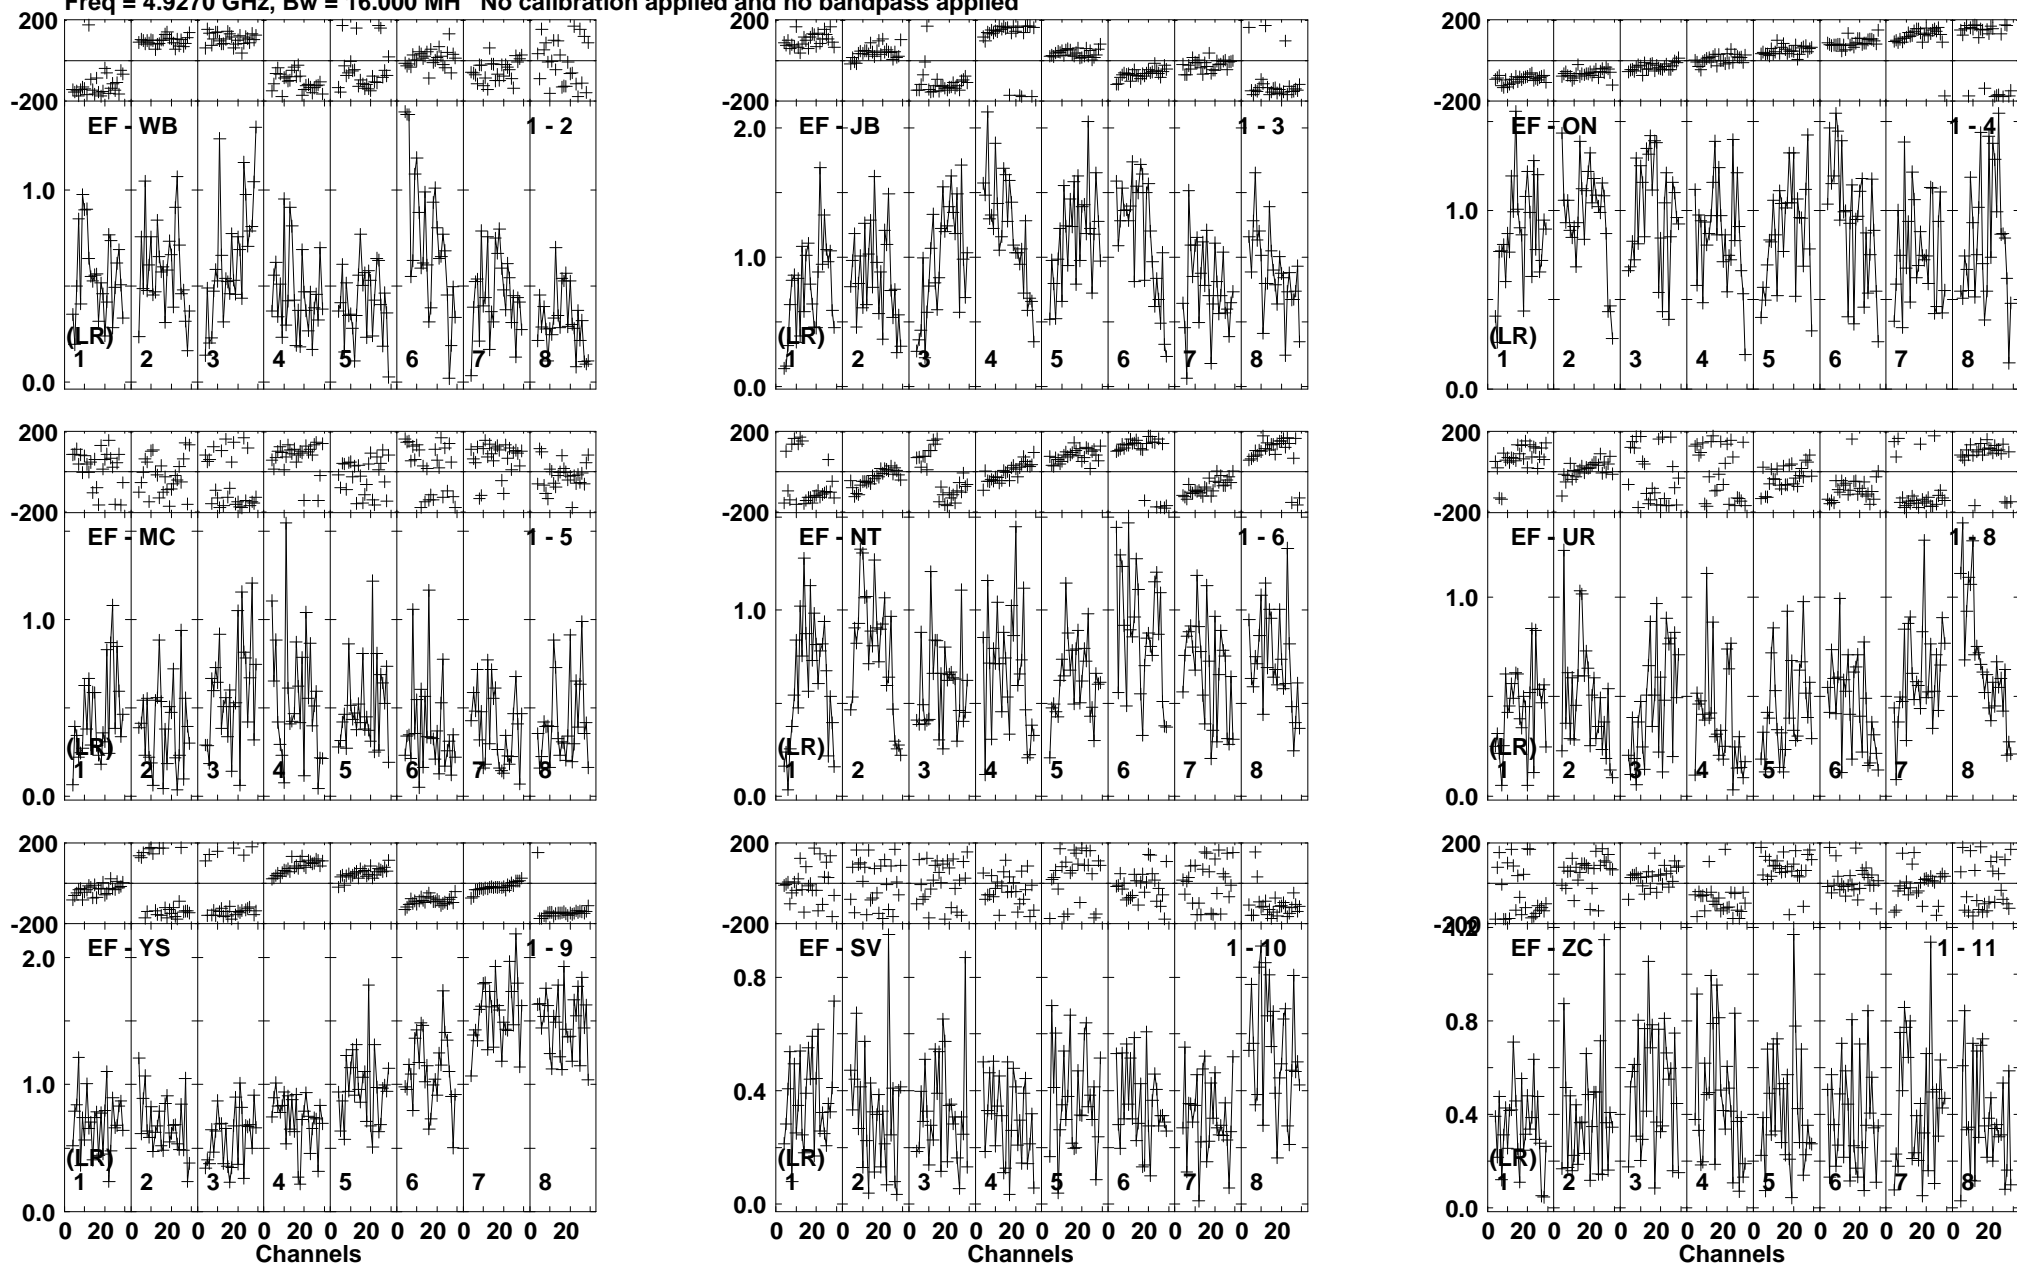 Freq = 4.9270 GHz, Bw = 16.000 MH No calibration applied and no bandpass applied
200 200 200
-200 -200 -200
EF - WB 1 - 2 EF - JB 1 - 3 EF - ON 1 - 4
2.0
1.0 1.0 1.0
(LR) (LR) (LR)
1 2 3 4 5 6 7 8 1 2 3 4 5 6 7 8 1 2 3 4 5 6 7 8
0.0 0.0 0.0
200 200 200
-200 -200 -200
EF - MC 1 - 5 EF - NT 1 - 6 EF - UR 1 - 8
1.0 1.0 1.0
(LR) (LR) (LR)
1 2 3 4 5 6 7 8 1 2 3 4 5 6 7 8 1 2 3 4 5 6 7 8
0.0 0.0 0.0
200 200 200
-200 -200 -200
1.2
EF - YS 1 - 9 EF - SV 1 - 10 EF - ZC 1 - 11
2.0 0.8 0.8
1.0 0.4 0.4
(LR) (LR) (LR)
1 2 3 4 5 6 7 8 1 2 3 4 5 6 7 8 1 2 3 4 5 6 7 8
0.0 0.0 0.0
0 20 0 20 0 20 0 20 0 20 0 20 0 20 0 20 0 20 0 20 0 20 0 20 0 20 0 20 0 20 0 20 0 20 0 20 0 20 0 20 0 20 0 20 0 20 0 20
Channels Channels Channels